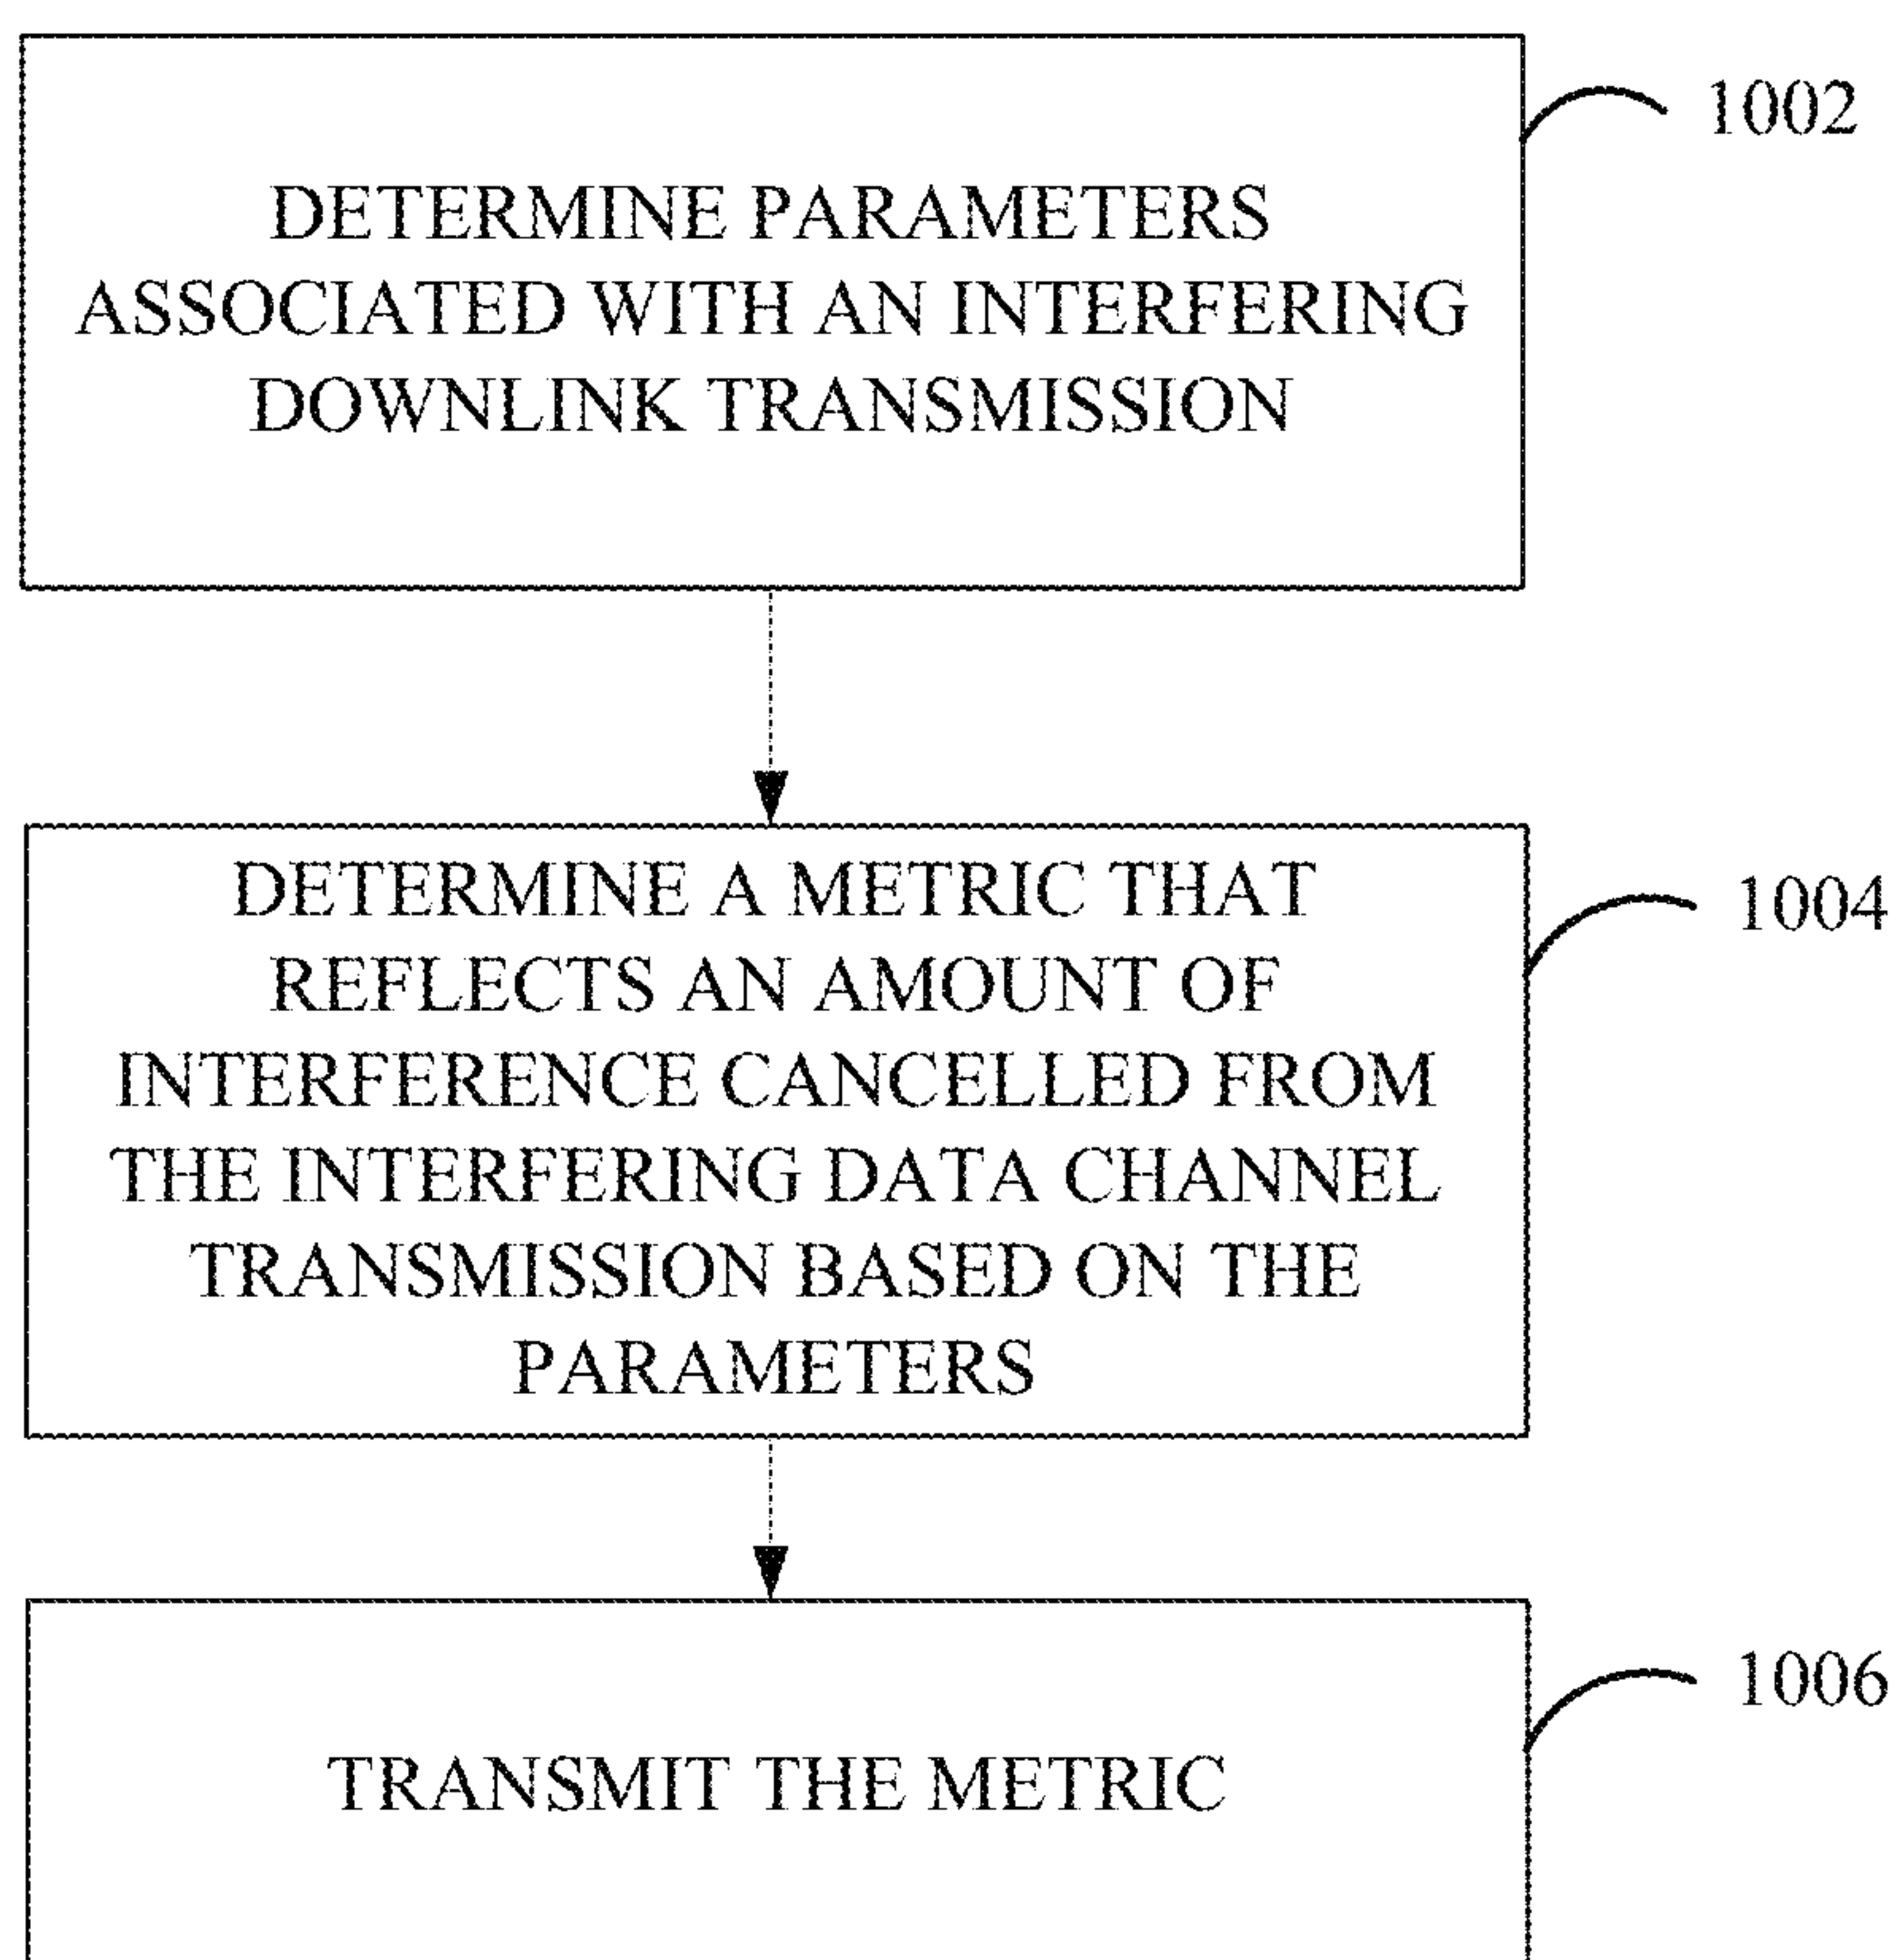 1002
DETERMINE PARAMETERS
ASSOCIATED WITH AN INTERFERING
DOWNLINK TRANSMISSION
1004
DETERMINE A METRIC THAT
REFLECTS AN AMOUNT OF
INTERFERENCE CANCELLED FROM
THE INTERFERING DATA CHANNEL
TRANSMISSION BASED ON THE
PARAMETERS
1006
TRANSMIT THE METRIC